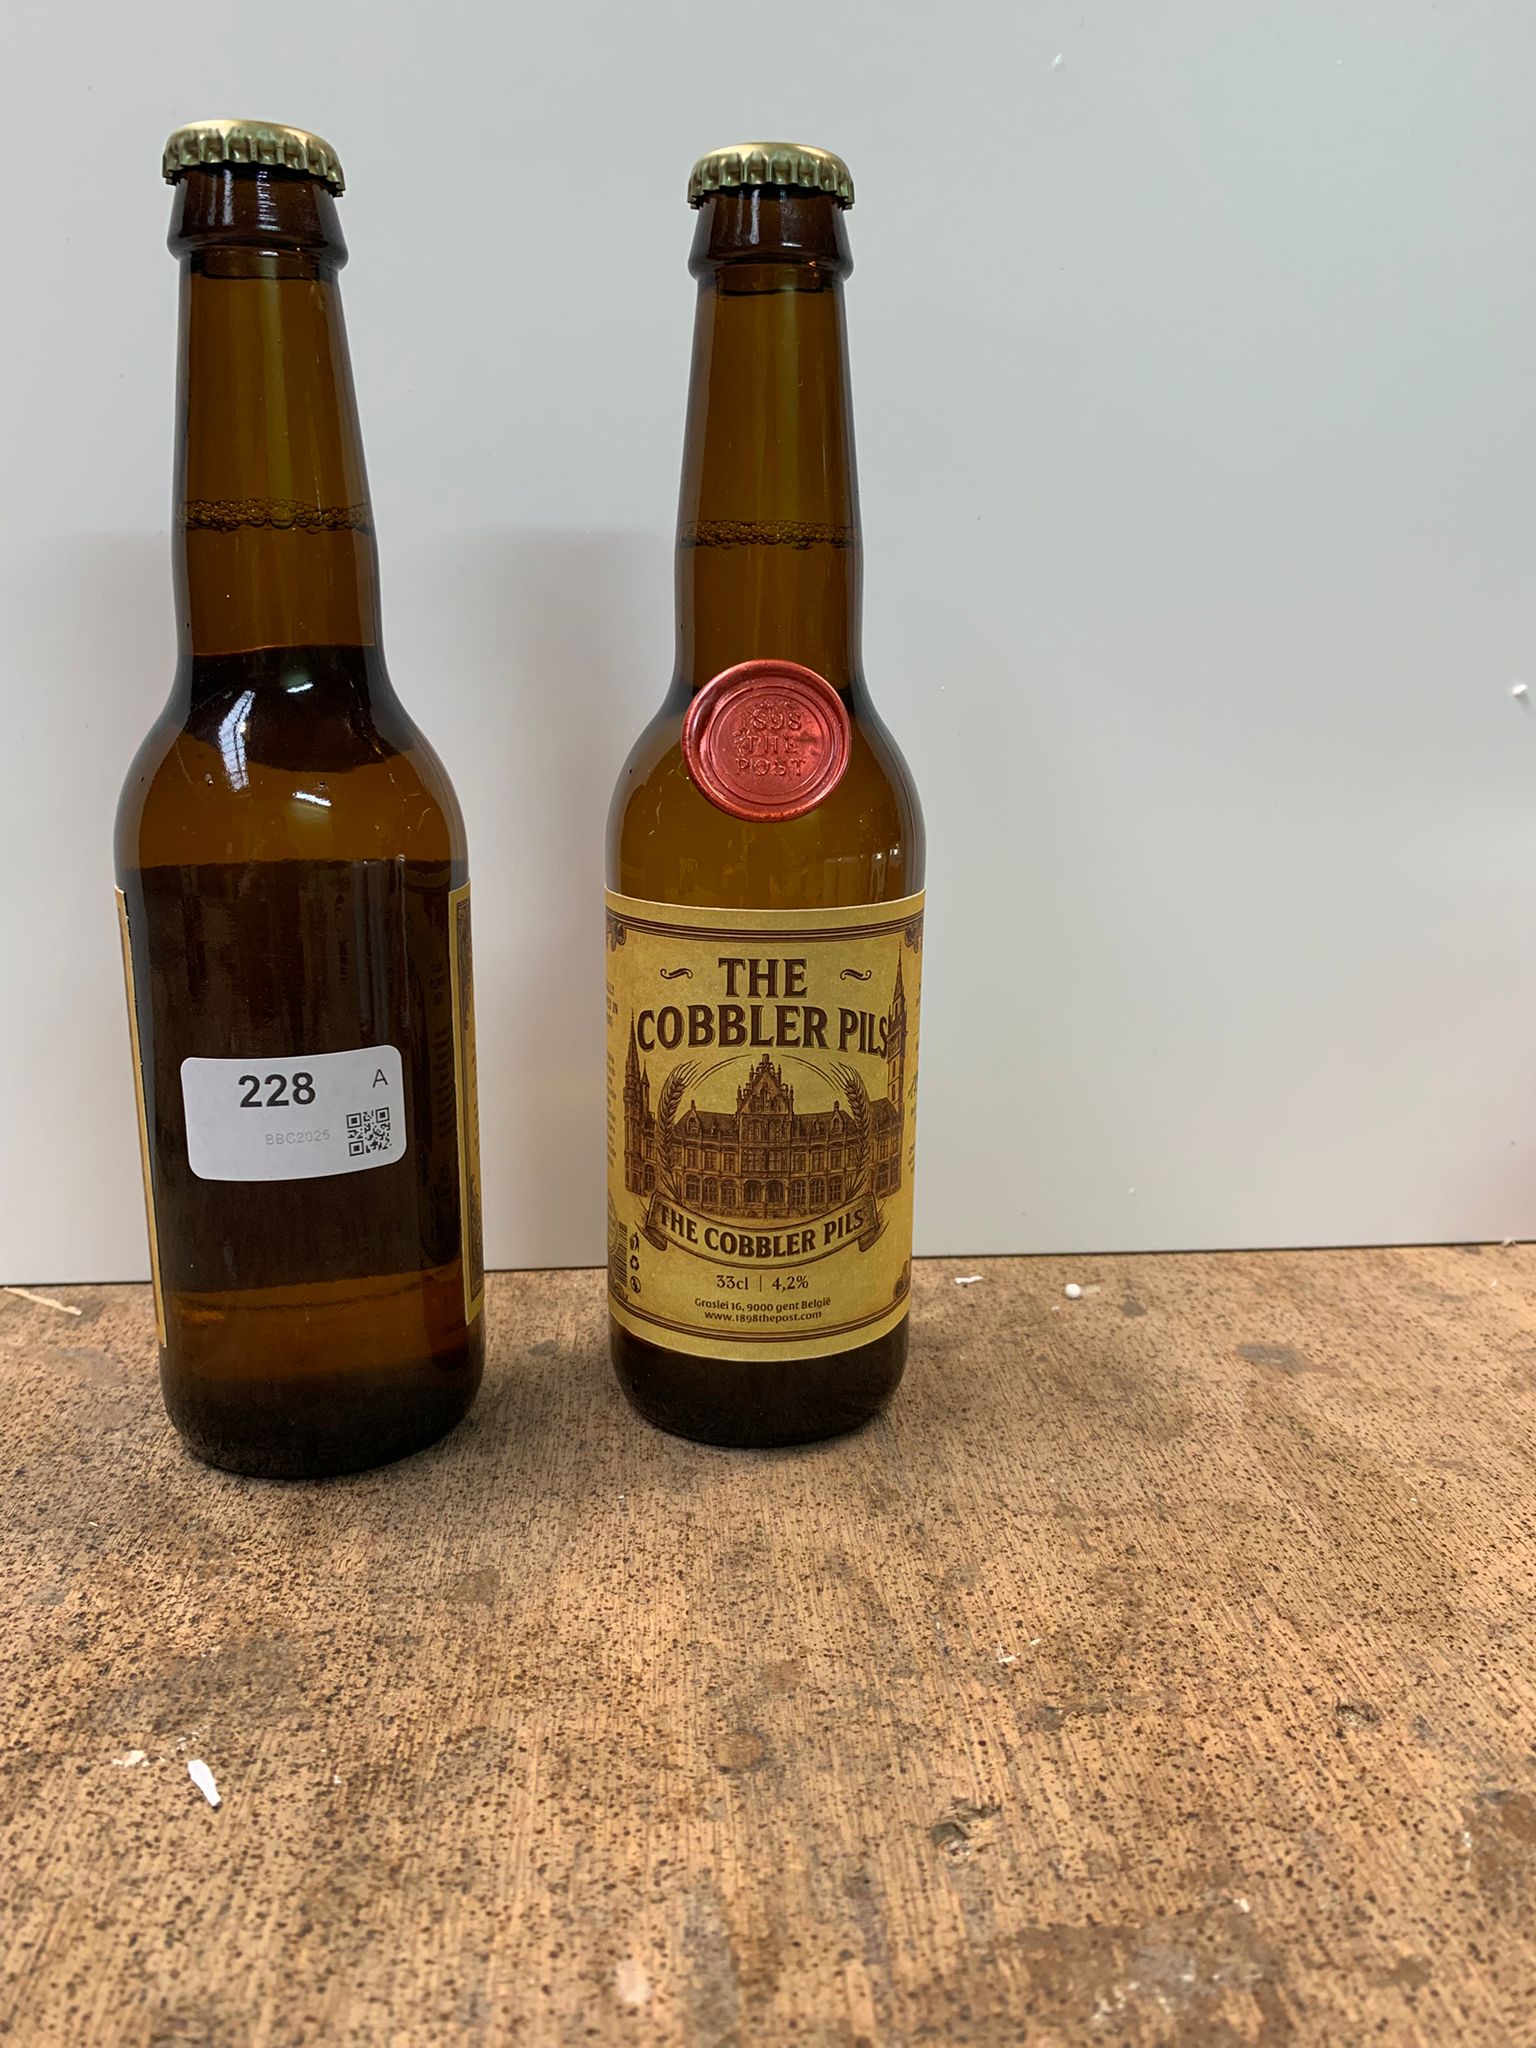 228
A
BBC2025
1898
THE
POST
THE
COBBLER PILS
THE COBBLER PILS
33cl | 4,2%
Graslei 16, 9000 gent België
www.1898thepost.com